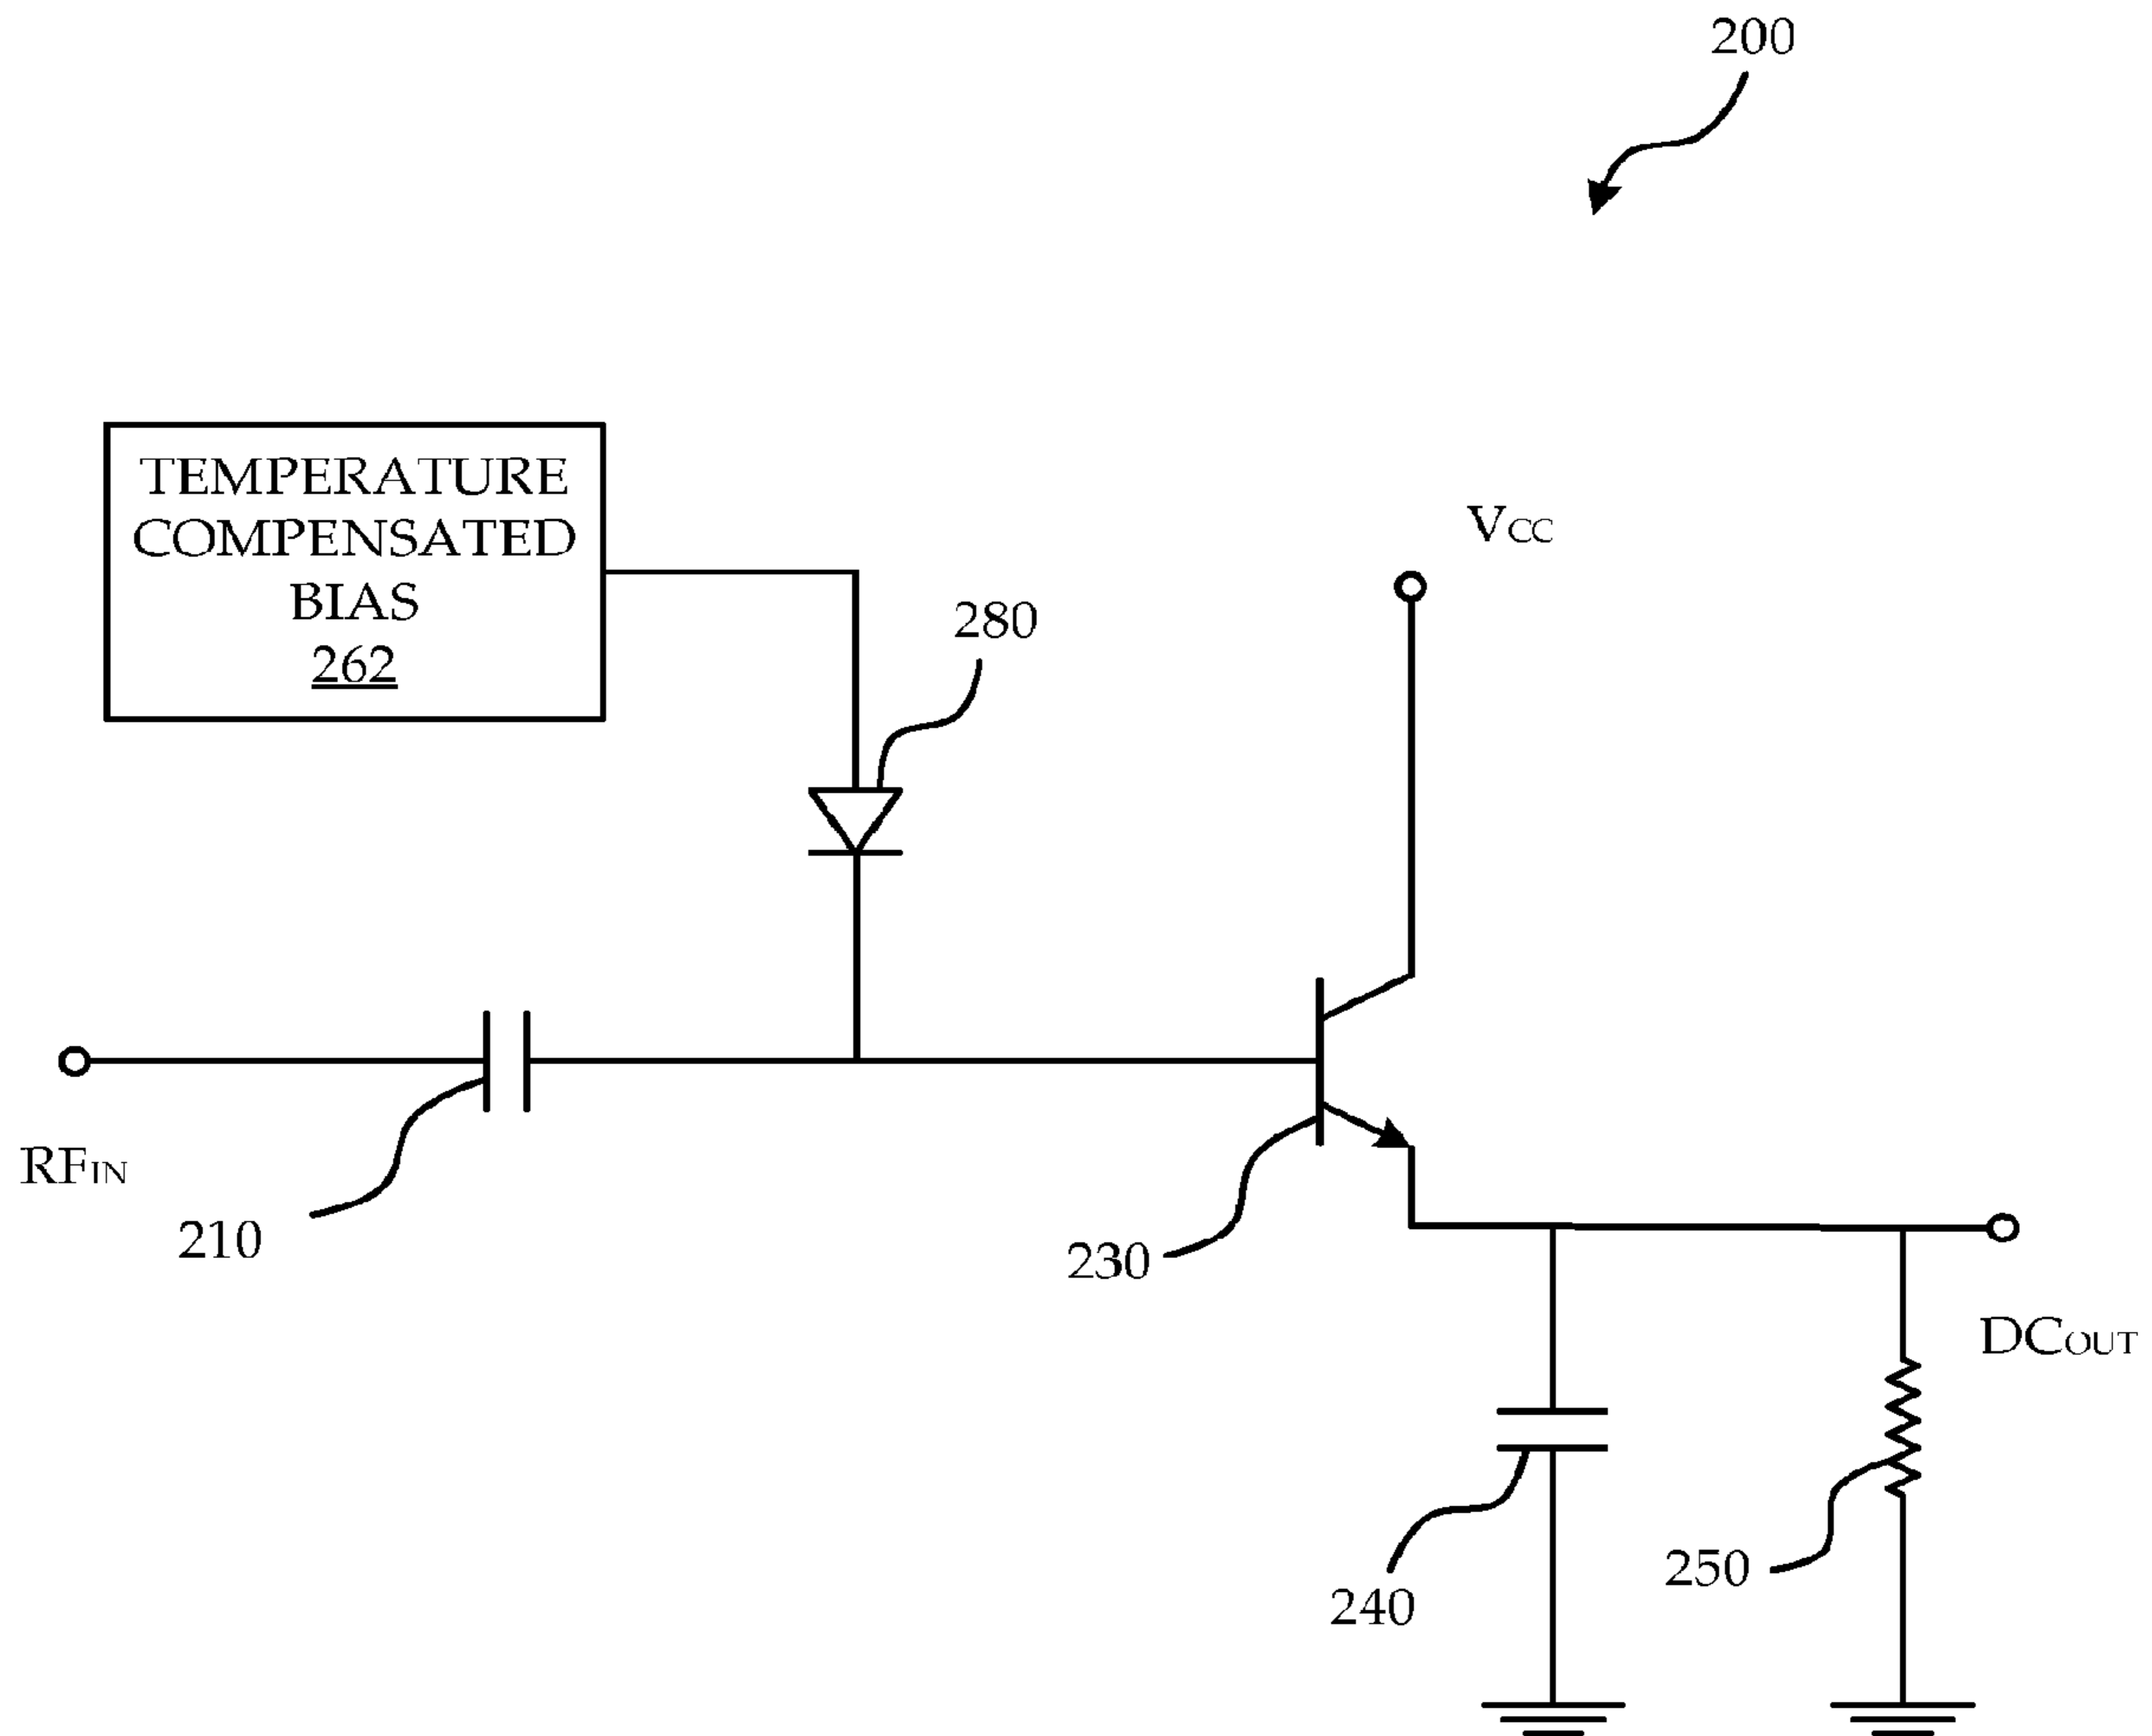 200
TEMPERATURE
COMPENSATED
BIAS
262
VCC
280
RFIN
210
230
DCOUT
240
250